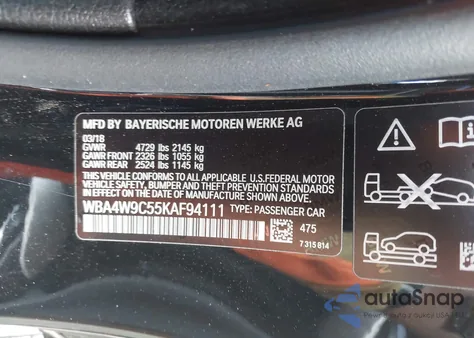 MFD BY BAYERISCHE MOTOREN WERKE AG
03/18
GVWR 4729 lbs 2145 kg
GAWR FRONT 2326 lbs 1055 kg
GAWR REAR 2524 lbs 1145 kg
THIS VEHICLE CONFORMS TO ALL APPLICABLE U.S.FEDERAL MOTOR
VEHICLE SAFETY, BUMPER, AND THEFT PREVENTION STANDARDS IN
EFFECT ON THE DATE OF MANUFACTURE SHOWN ABOVE.
WBA4W9C55KAF94111 TYPE: PASSENGER CAR
475
7 315 814
autoSnap